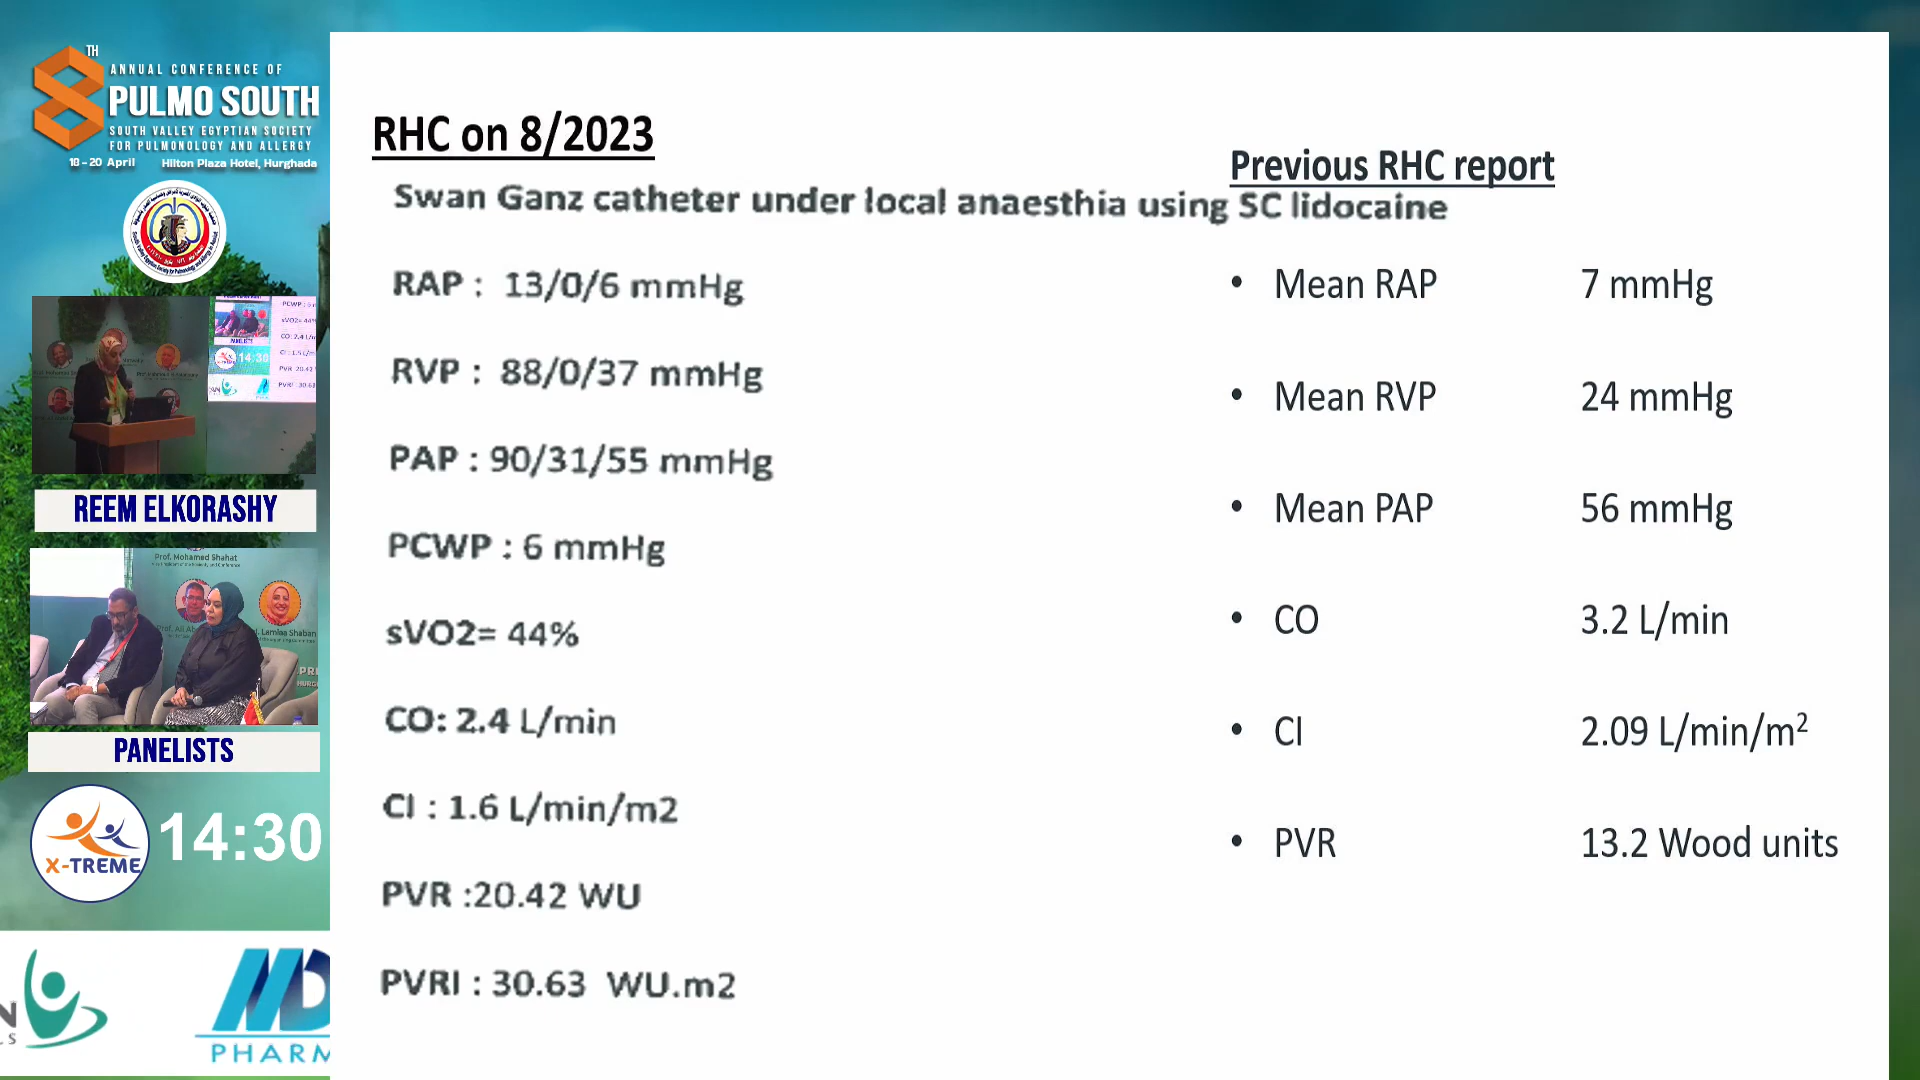 TH
ANNUAL CONFERENCE OF
PULMO SOUTH
SOUTH VALLEY EGYPTIAN SOCIETY
FOR PULMONOLOGY AND ALLERGY
18 - 20 April Hilton Plaza Hotel, Hurghada
REEM ELKORASHY
Prof. Mohamed Shahat
PANELISTS
X-TREME
14:30
PHARM
RHC on 8/2023
Swan Ganz catheter under local anaesthia using SC lidocaine
RAP : 13/0/6 mmHg
RVP : 88/0/37 mmHg
PAP : 90/31/55 mmHg
PCWP : 6 mmHg
sVO2= 44%
CO: 2.4 L/min
CI : 1.6 L/min/m2
PVR :20.42 WU
PVRI : 30.63 WU.m2
Previous RHC report
• Mean RAP 7 mmHg
• Mean RVP 24 mmHg
• Mean PAP 56 mmHg
• CO 3.2 L/min
• CI 2.09 L/min/m²
• PVR 13.2 Wood units